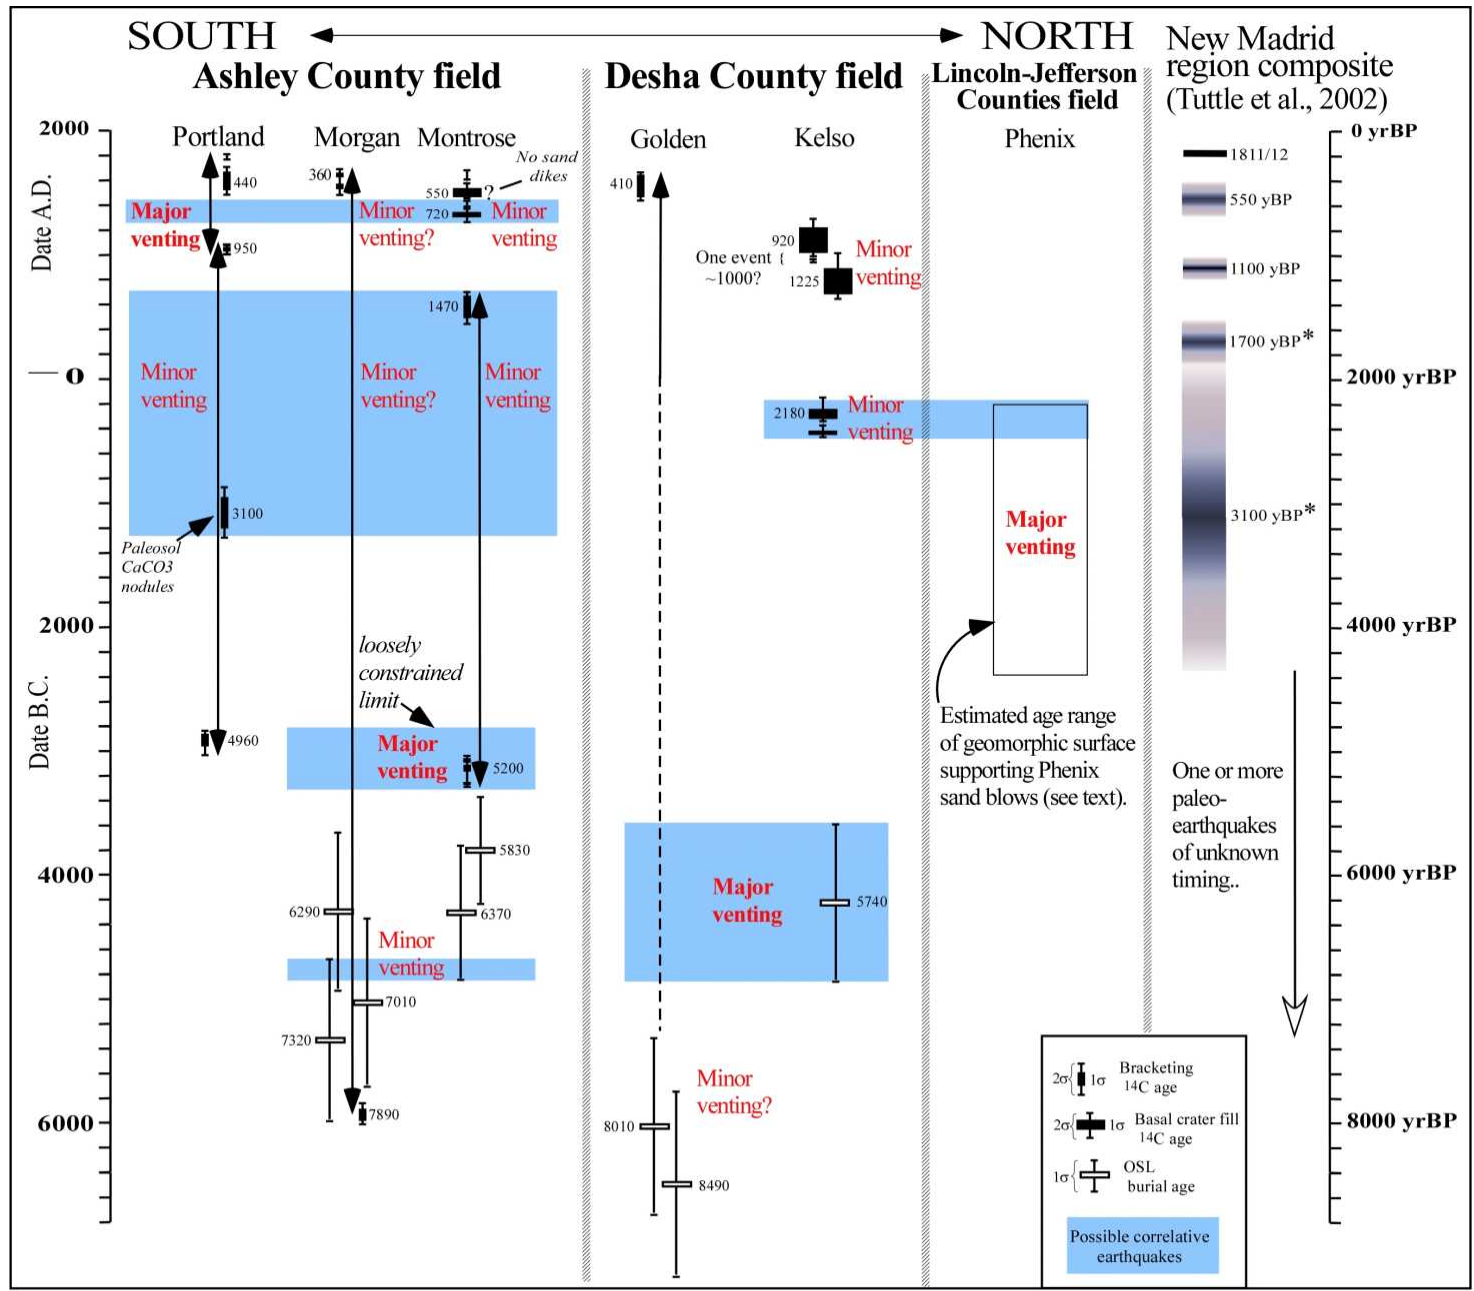 SOUTH
NORTH
New Madrid
region composite
(Tuttle et al., 2002)
Ashley County field
Desha County field
Lincoln-Jefferson
Counties field
Portland
Morgan
Montrose
Golden
Kelso
Phenix
Date A.D.
Date B.C.
2000
0
2000
4000
6000
0 yrBP
2000 yrBP
4000 yrBP
6000 yrBP
8000 yrBP
440
Major
venting
950
Minor
venting
3100
Paleosol
CaCO3
nodules
4960
360
Minor
venting?
Minor
venting?
loosely
constrained
limit
Major
venting
6290
Minor
venting
7010
7320
7890
No sand
dikes
550
?
720
Minor
venting
1470
Minor
venting
5200
5830
6370
410
8010
8490
Minor
venting?
920
One event {
~1000?
1225
Minor
venting
2180
Minor
venting
Major
venting
5740
Major
venting
Estimated age range
of geomorphic surface
supporting Phenix
sand blows (see text).
1811/12
550 yBP
1100 yBP
1700 yBP*
3100 yBP*
One or more
paleo-
earthquakes
of unknown
timing..
2σ{ 1σ Bracketing
14C age
2σ{ 1σ Basal crater fill
14C age
1σ{ OSL
burial age
Possible correlative
earthquakes